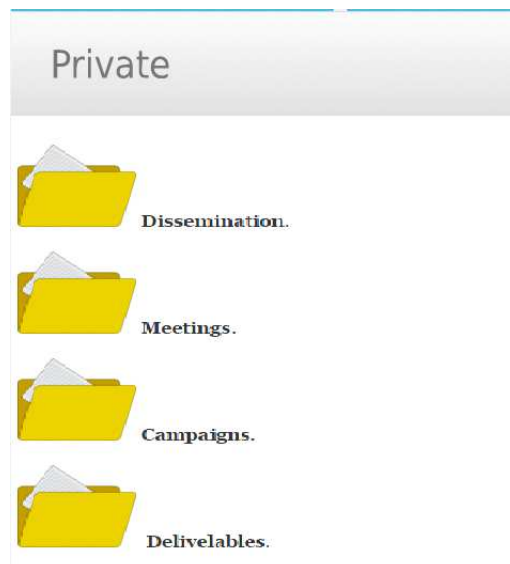 Private
Dissemination.
Meetings.
Campaigns.
Delivelables.